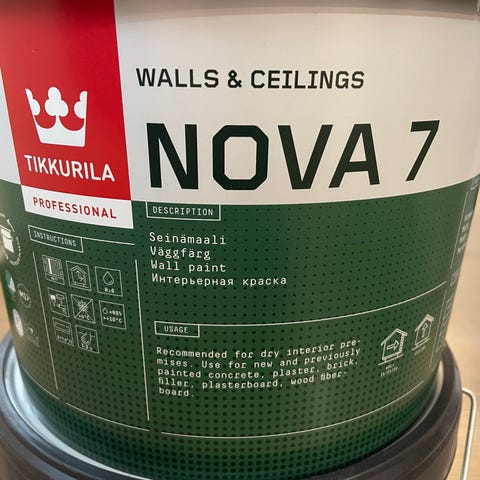 WALLS & CEILINGS
NOVA 7
TIKKURILA
PROFESSIONAL
DESCRIPTION
Seinämaali
Väggfärg
Wall paint
Интерьерная краска
INSTRUCTIONS
H₂O
USAGE
Recommended for dry interior pre-
mises. Use for new and previously
painted concrete, plaster, brick,
filler, plasterboard, wood fiber-
board.